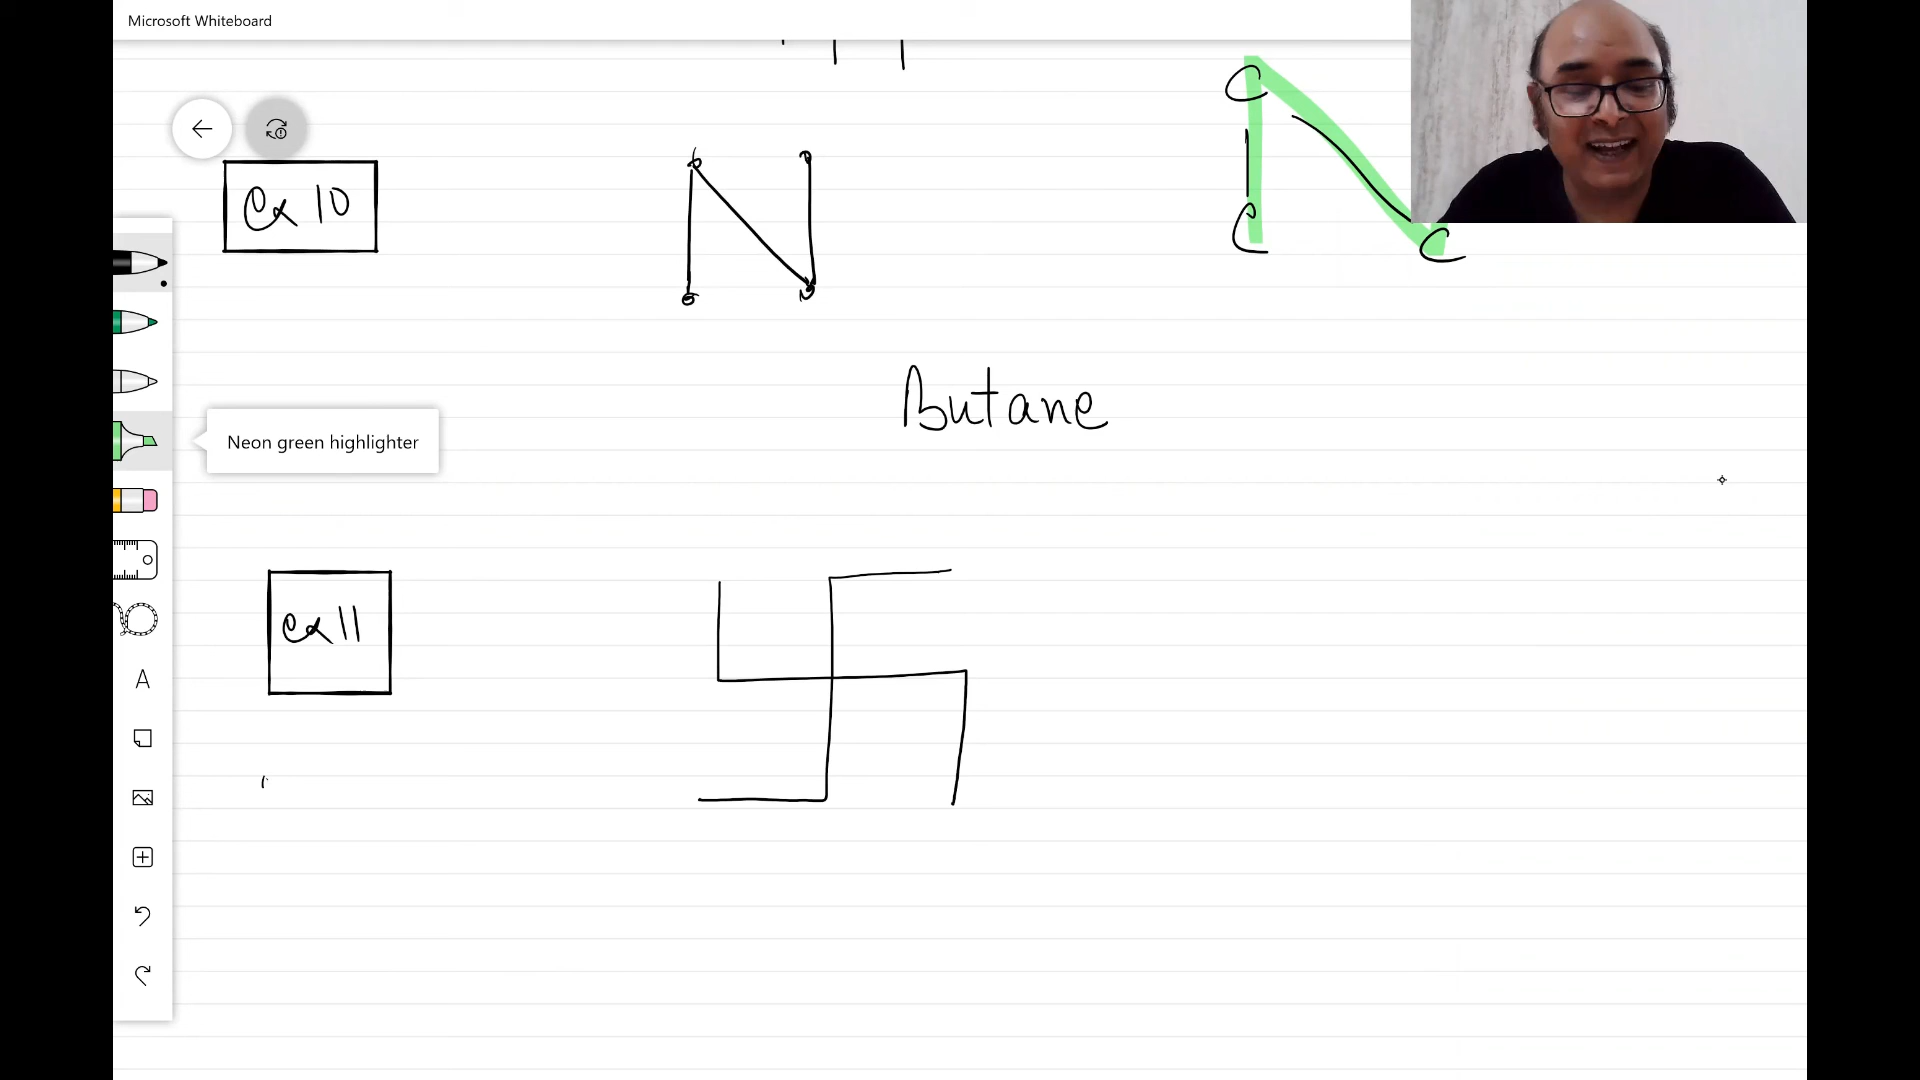 Microsoft Whiteboard
C
C
C
ex 10
Butane
Neon green highlighter
ex 11
A